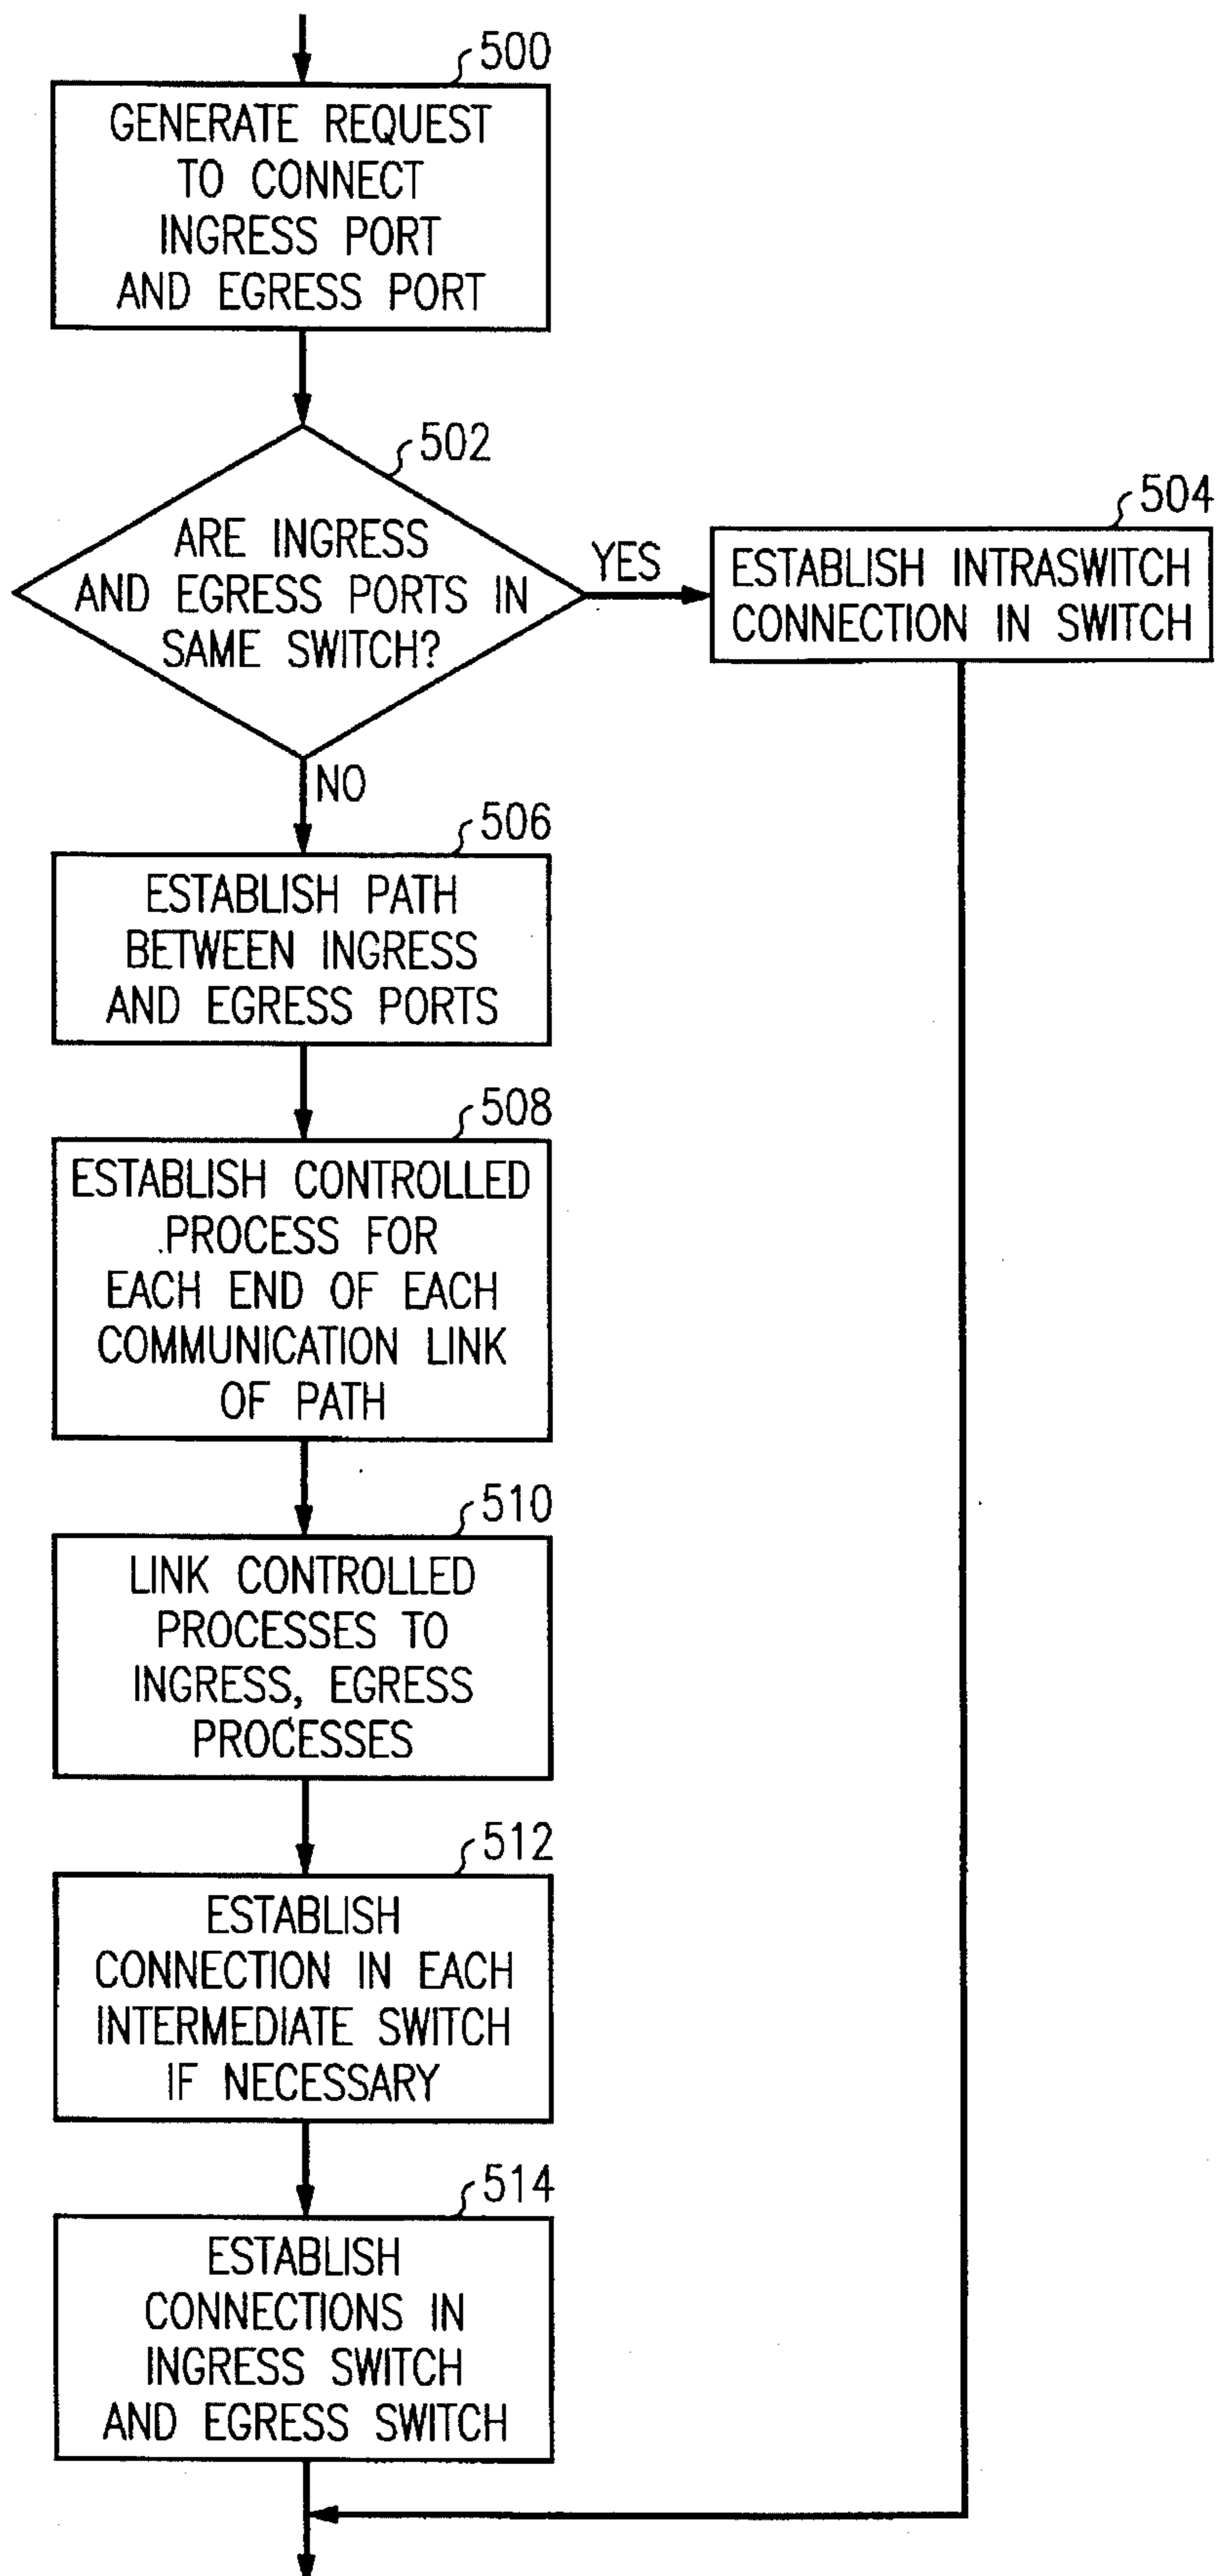 500
GENERATE REQUEST
TO CONNECT
INGRESS PORT
AND EGRESS PORT
502
ARE INGRESS
AND EGRESS PORTS IN
SAME SWITCH?
YES
504
ESTABLISH INTRASWITCH
CONNECTION IN SWITCH
NO
506
ESTABLISH PATH
BETWEEN INGRESS
AND EGRESS PORTS
508
ESTABLISH CONTROLLED
PROCESS FOR
EACH END OF EACH
COMMUNICATION LINK
OF PATH
510
LINK CONTROLLED
PROCESSES TO
INGRESS, EGRESS
PROCESSES
512
ESTABLISH
CONNECTION IN EACH
INTERMEDIATE SWITCH
IF NECESSARY
514
ESTABLISH
CONNECTIONS IN
INGRESS SWITCH
AND EGRESS SWITCH